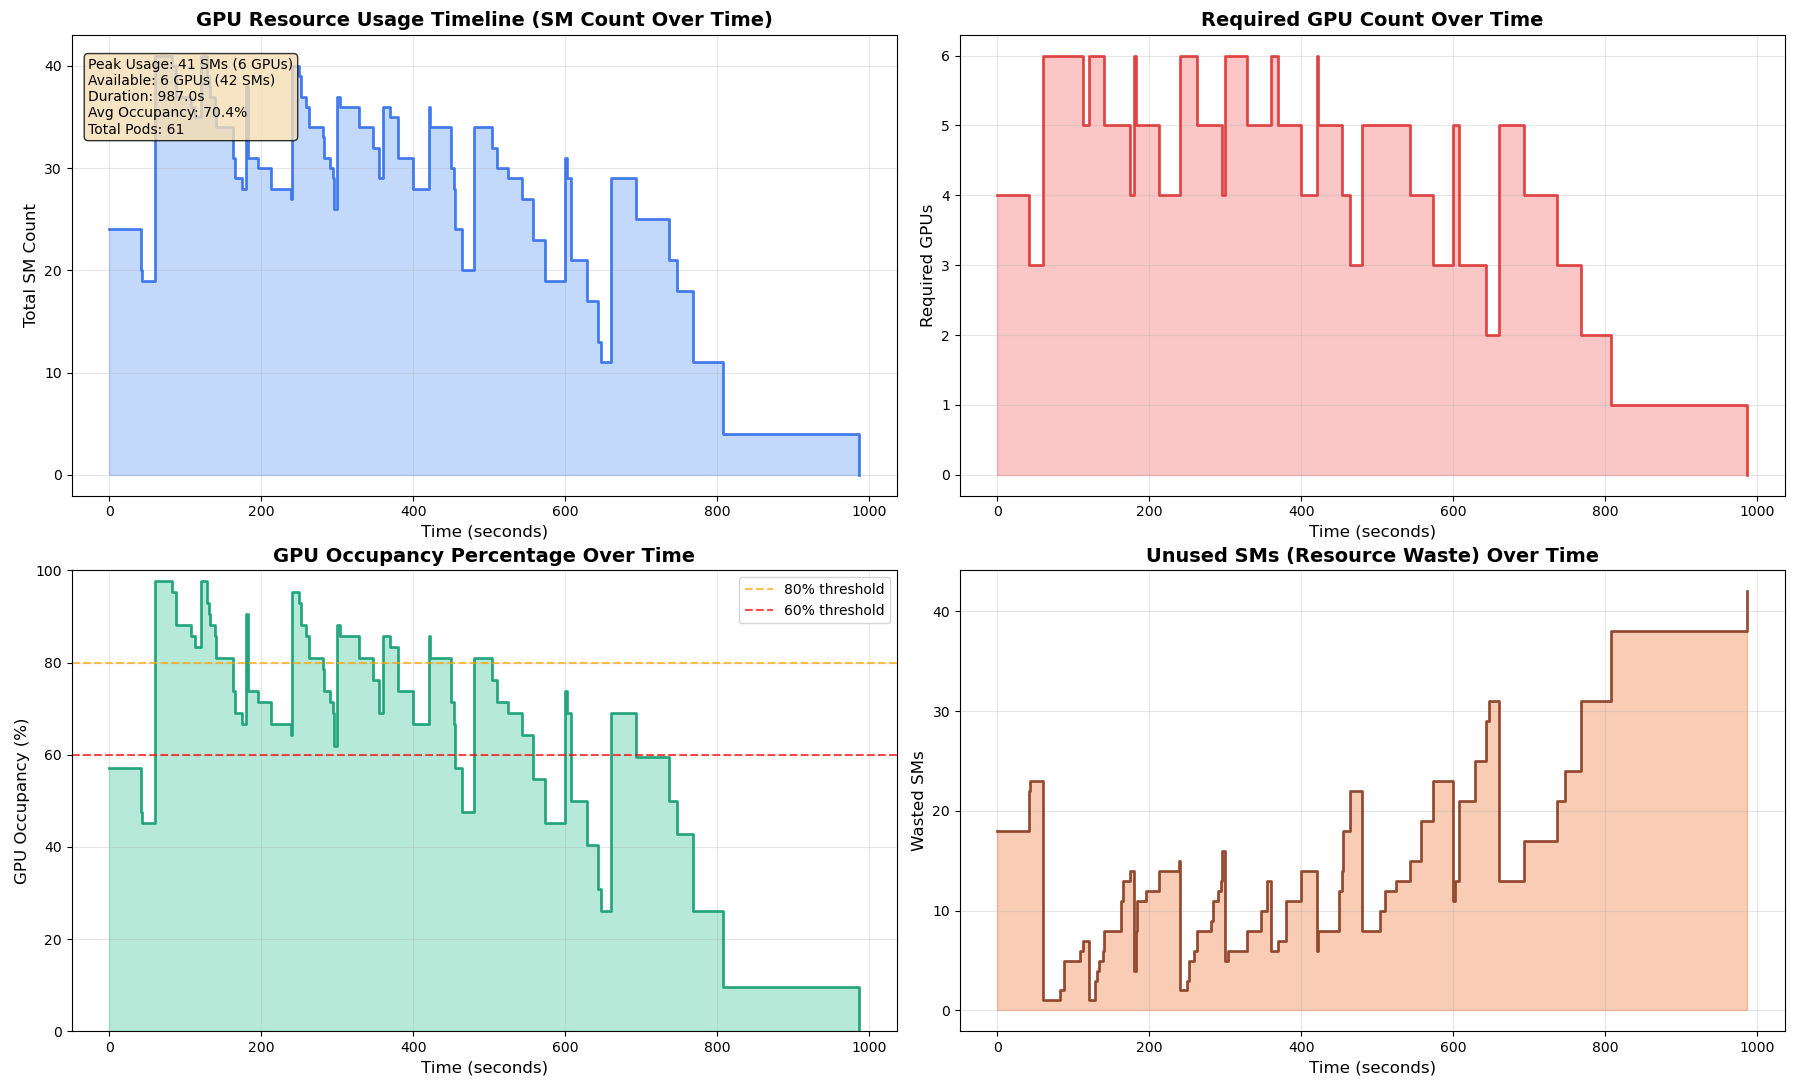 GPU Resource Usage Timeline (SM Count Over Time)
Peak Usage: 41 SMs (6 GPUs)
Available: 6 GPUs (42 SMs)
Duration: 987.0s
Avg Occupancy: 70.4%
Total Pods: 61
Total SM Count
40
30
20
10
0
0 200 400 600 800 1000
Time (seconds)
Required GPU Count Over Time
Required GPUs
6
5
4
3
2
1
0
0 200 400 600 800 1000
Time (seconds)
GPU Occupancy Percentage Over Time
80% threshold
60% threshold
GPU Occupancy (%)
100
80
60
40
20
0
0 200 400 600 800 1000
Time (seconds)
Unused SMs (Resource Waste) Over Time
Wasted SMs
40
30
20
10
0
0 200 400 600 800 1000
Time (seconds)